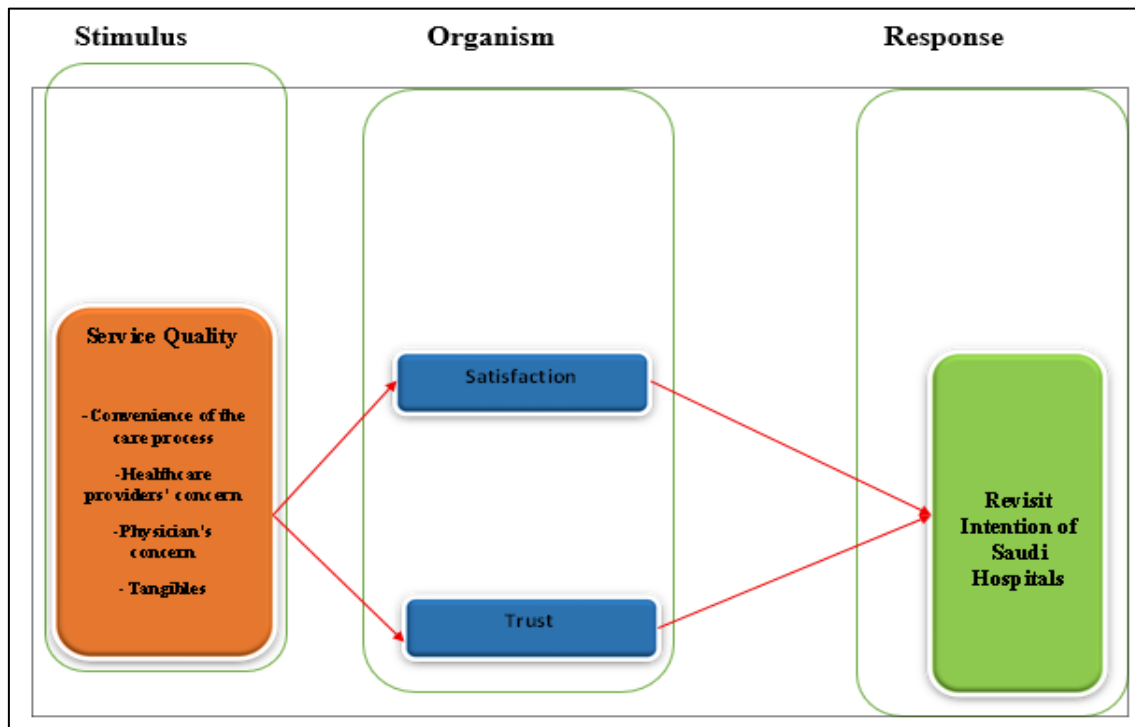 Stimulus
Organism
Response
Service Quality
- Convenience of the
care process
-Healthcare
providers' concern
-Physician's
concern
- Tangibles
Satisfaction
Trust
Revisit
Intention of
Saudi
Hospitals